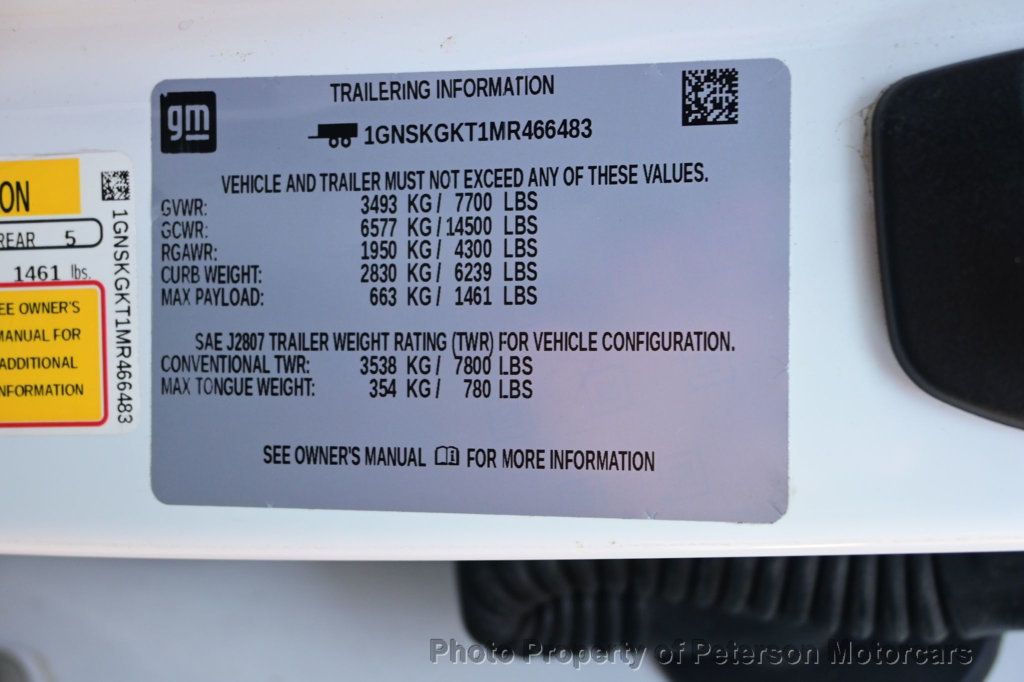 gm
TRAILERING INFORMATION
1GNSKGKT1MR466483
VEHICLE AND TRAILER MUST NOT EXCEED ANY OF THESE VALUES.
GVWR: 3493 KG/ 7700 LBS
GCWR: 6577 KG/ 14500 LBS
RGAWR: 1950 KG/ 4300 LBS
CURB WEIGHT: 2830 KG/ 6239 LBS
MAX PAYLOAD: 663 KG/ 1461 LBS
SAE J2807 TRAILER WEIGHT RATING (TWR) FOR VEHICLE CONFIGURATION.
CONVENTIONAL TWR: 3538 KG/ 7800 LBS
MAX TONGUE WEIGHT: 354 KG/ 780 LBS
SEE OWNER'S MANUAL FOR MORE INFORMATION
ON
REAR 5
1461 lbs.
EE OWNER'S
MANUAL FOR
ADDITIONAL
NFORMATION
1GNSKGKT1MR466483
Photo Property of Peterson Motorcars